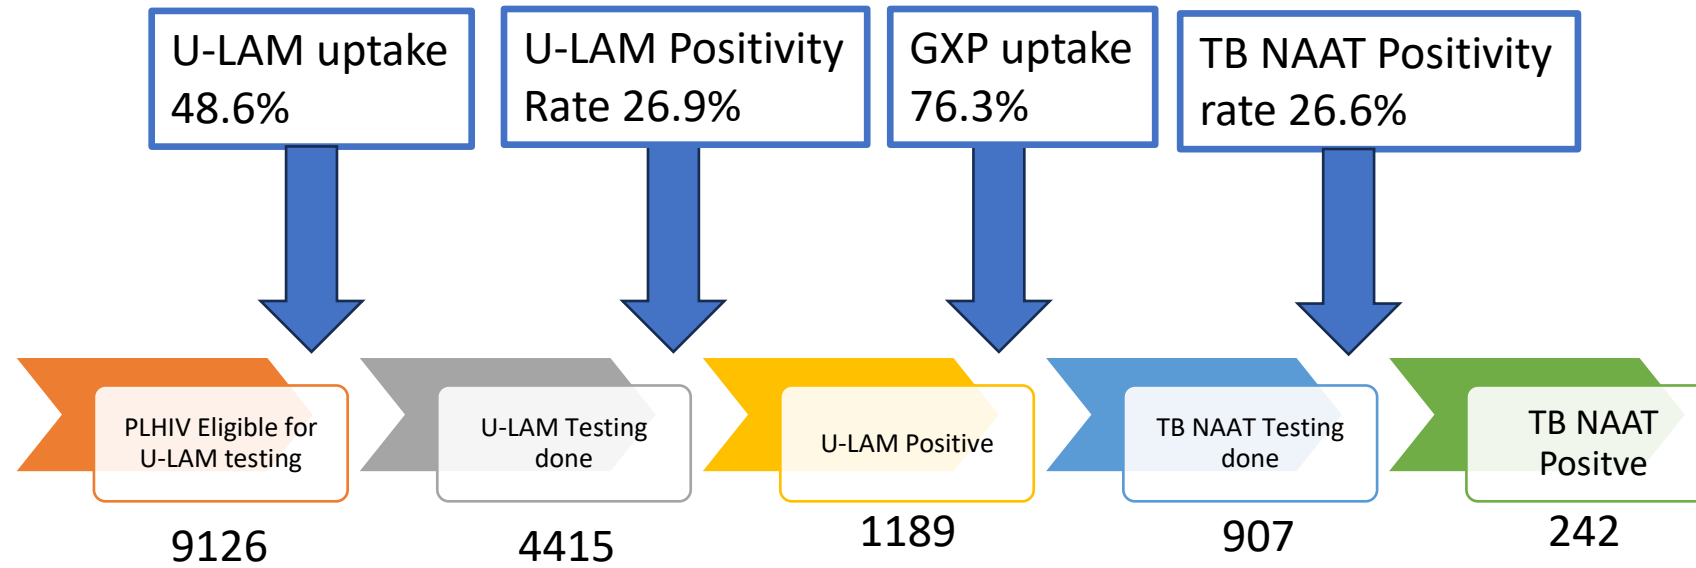 U-LAM uptake
48.6%
U-LAM Positivity
Rate 26.9%
GXP uptake
76.3%
TB NAAT Positivity
rate 26.6%
PLHIV Eligible for
U-LAM testing
U-LAM Testing
done
U-LAM Positive
TB NAAT Testing
done
TB NAAT
Positve
9126
4415
1189
907
242